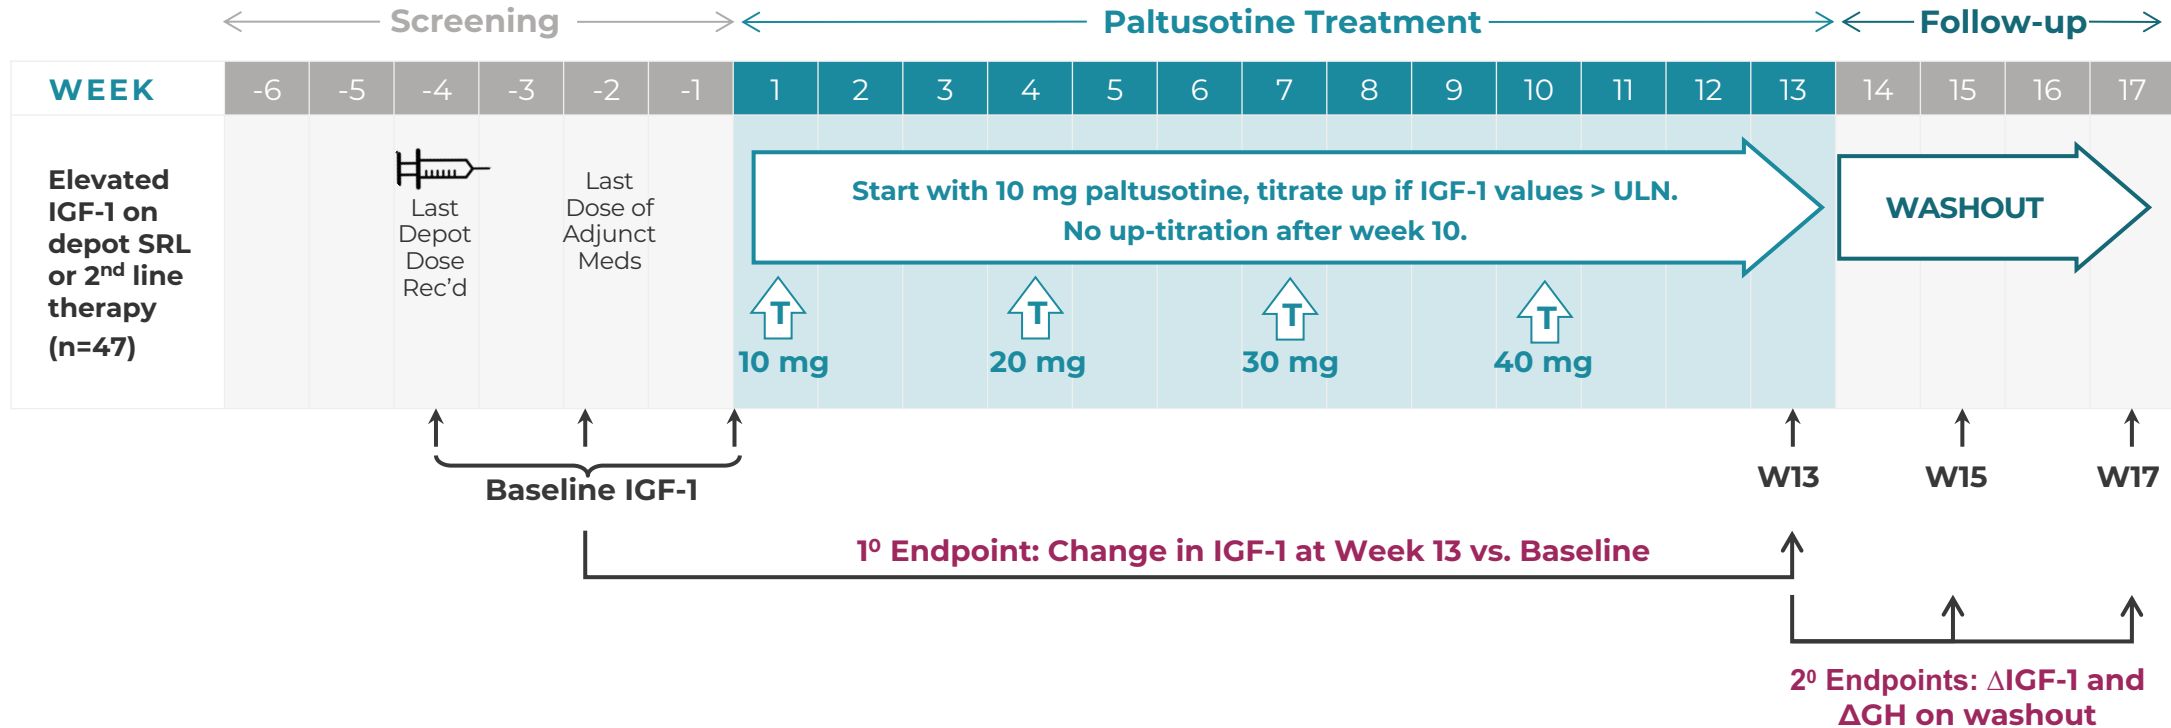 Screening
Paltusotine Treatment
Follow-up
WEEK -6 -5 -4 -3 -2 -1 1 2 3 4 5 6 7 8 9 10 11 12 13 14 15 16 17
Elevated
IGF-1 on
depot SRL
or 2nd line
therapy
(n=47)
Last
Depot
Dose
Rec’d
Last
Dose of
Adjunct
Meds
Start with 10 mg paltusotine, titrate up if IGF-1 values > ULN.
No up-titration after week 10.
WASHOUT
T T T T
10 mg 20 mg 30 mg 40 mg
Baseline IGF-1
W13 W15 W17
1⁰ Endpoint: Change in IGF-1 at Week 13 vs. Baseline
2⁰ Endpoints: ΔIGF-1 and
ΔGH on washout